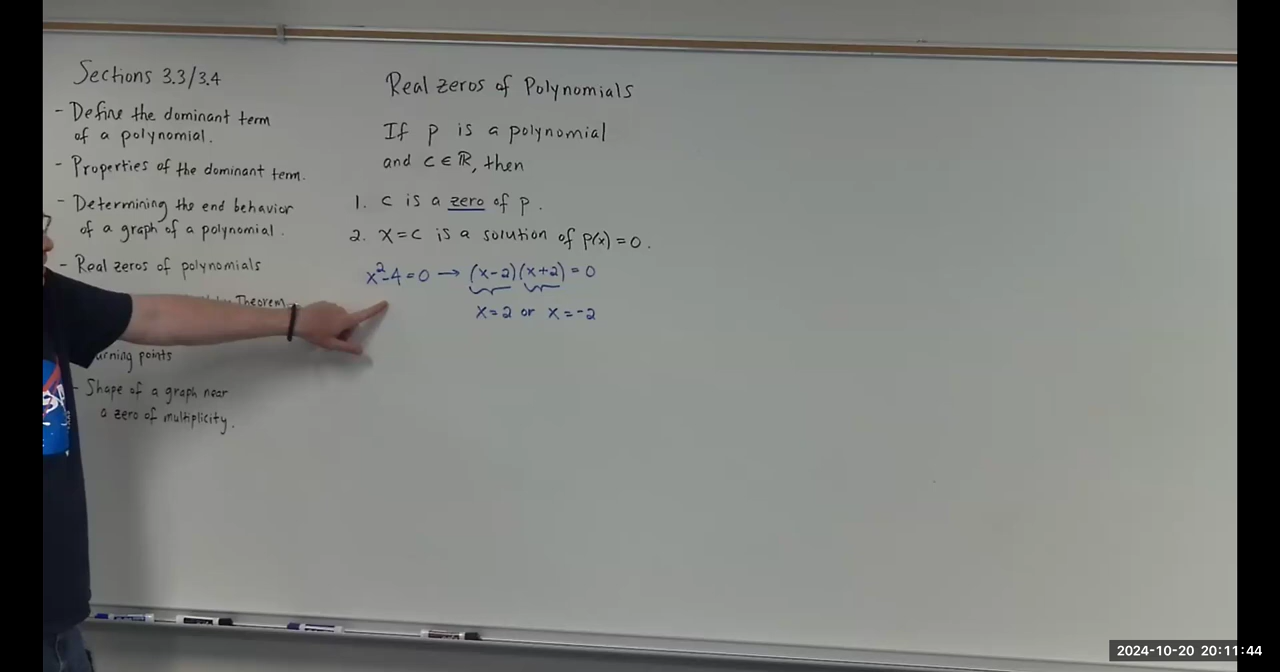 Sections 3.3/3.4
- Define the dominant term
of a polynomial.
- Properties of the dominant term.
- Determining the end behavior
of a graph of a polynomial.
- Real zeros of polynomials
Theorem
urning points
- Shape of a graph near
a zero of multiplicity.
Real zeros of Polynomials
If p is a polynomial
and c ∈ ℝ, then
1. c is a zero of p.
2. x=c is a solution of p(x)=0.
x²-4=0 → (x-2)(x+2)=0
x=2 or x=-2
2024-10-20 20:11:44